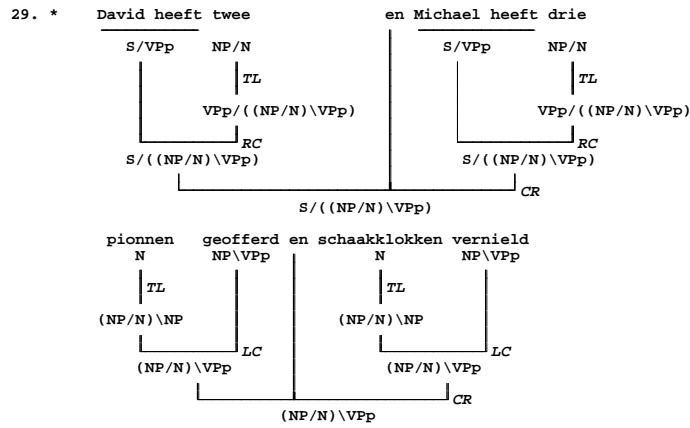 29. * David heeft twee en Michael heeft drie
S/VPp NP/N S/VPp NP/N
TL TL
VPp/((NP/N)\VPp) VPp/((NP/N)\VPp)
RC RC
S/((NP/N)\VPp) S/((NP/N)\VPp)
CR
S/((NP/N)\VPp)
pionnen geofferd en schaakklokken vernield
N NP\VPp N NP\VPp
TL TL
(NP/N)\NP (NP/N)\NP
LC LC
(NP/N)\VPp (NP/N)\VPp
CR
(NP/N)\VPp